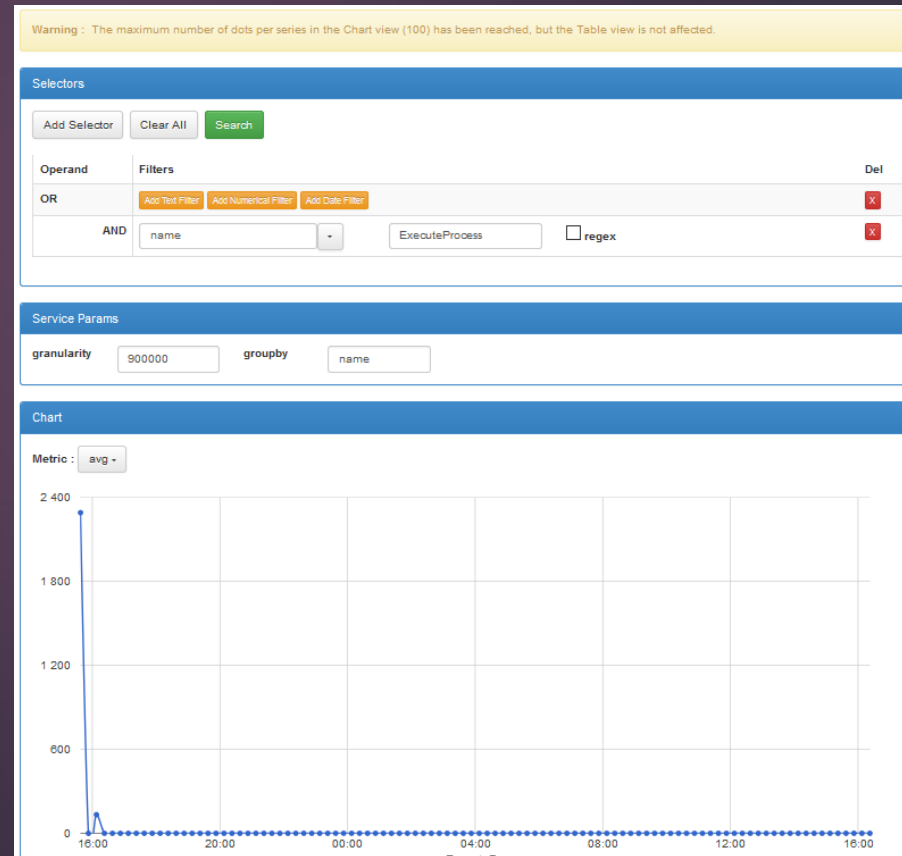 Warning : The maximum number of dots per series in the Chart view (100) has been reached, but the Table view is not affected.
Selectors
Add Selector Clear All Search
Operand Filters Del
OR Add Text Filter Add Numerical Filter Add Date Filter X
AND name ExecuteProcess regex X
Service Params
granularity 900000 groupby name
Chart
Metric : avg
2 400
1 800
1 200
600
0
16:00 20:00 00:00 04:00 08:00 12:00 16:00